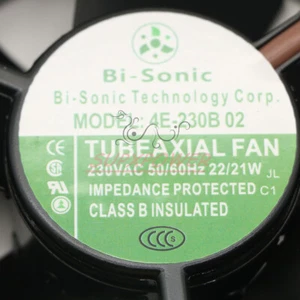 Bi-Sonic
Bi-Sonic Technology Corp.
MODEL: 4E-230B 02
TUBEAXIAL FAN
230VAC 50/60Hz 22/21W JL
IMPEDANCE PROTECTED C1
CLASS B INSULATED